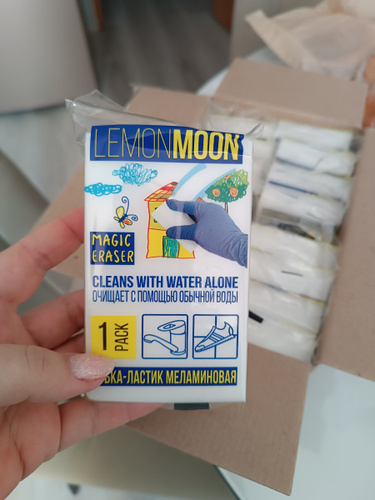 LEMONMOON
MAGIC
ERASER
CLEANS WITH WATER ALONE
ОЧИЩАЕТ С ПОМОЩЬЮ ОБЫЧНОЙ ВОДЫ
1
PACK
-ЛАСТИК МЕЛАМИНОВАЯ